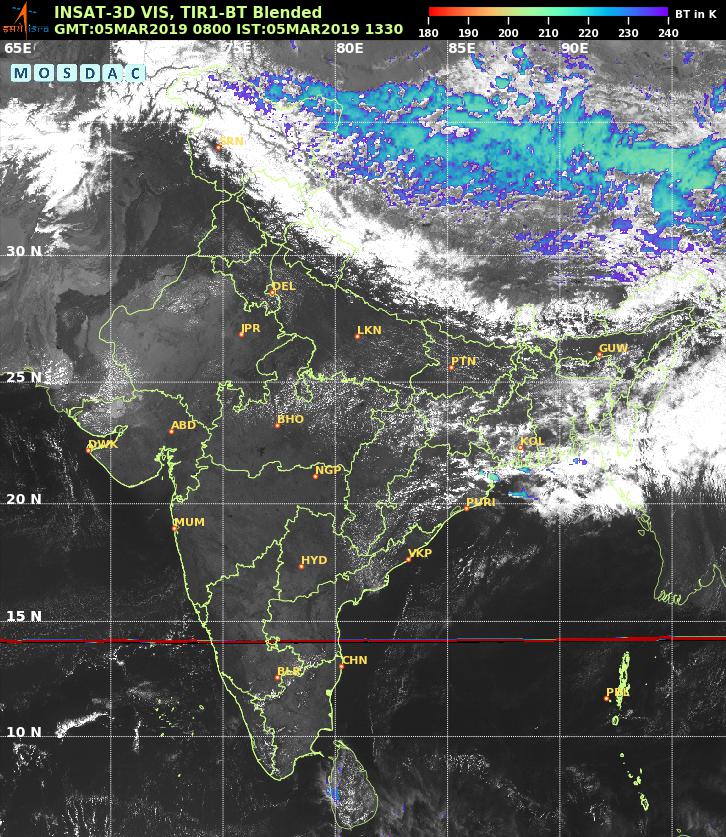 INSAT-3D VIS, TIR1-BT Blended
GMT:05MAR2019 0800 IST:05MAR2019 1330
BT in K
180 190 200 210 220 230 240
65E 75E 80E 85E 90E
MOSDAC
SRN
30 N
DEL
JPR LKN
GUW
PTN
25 N
BHO
ABD
DWK KOL
NGP
20 N
PURI
MUM
VKP
HYD
15 N
CHN
BLR
PBL
10 N